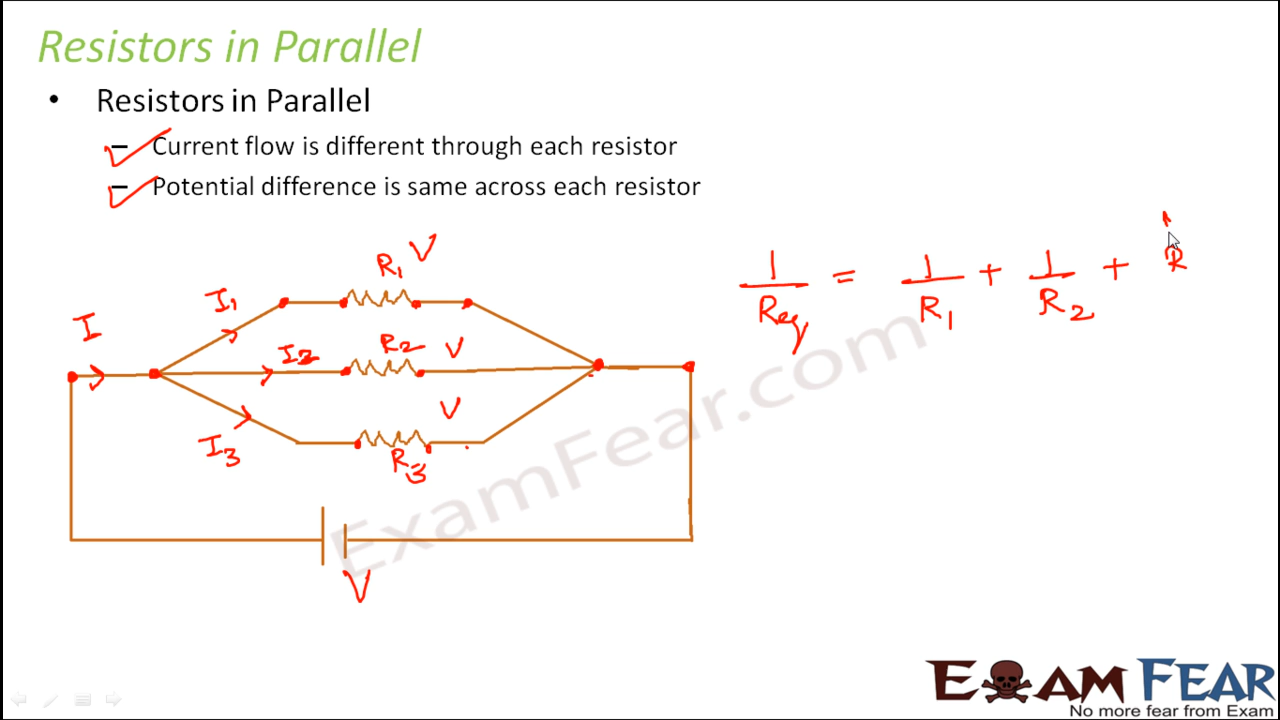 Resistors in Parallel
• Resistors in Parallel
– Current flow is different through each resistor
– Potential difference is same across each resistor
R1 V
I1
I
I2 R2 V
V
I3
R3
V
1/Req = 1/R1 + 1/R2 + R
ExamFear.com
EXAM FEAR
No more fear from Exam